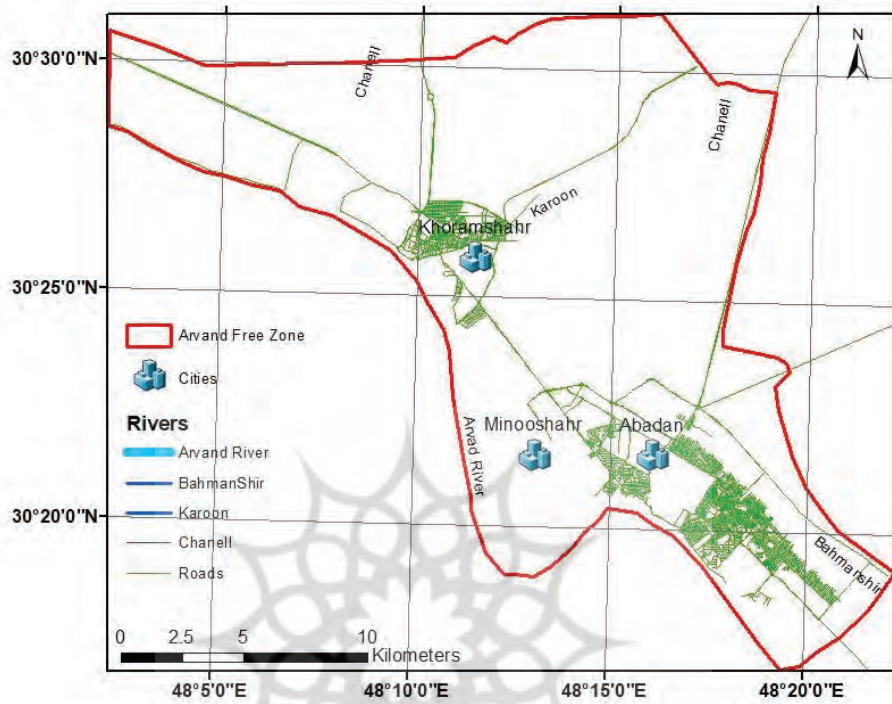 N
30°30'0"N
Chanell
Chanell
Karoon
Khoramshahr
30°25'0"N
Arvand Free Zone
Cities
Rivers
Minooshahr
Abadan
Arvad River
Arvand River
BahmanShir
Karoon
30°20'0"N
Chanell
Bahmanshir
Roads
0 2.5 5 10
Kilometers
48°5'0"E 48°10'0"E 48°15'0"E 48°20'0"E